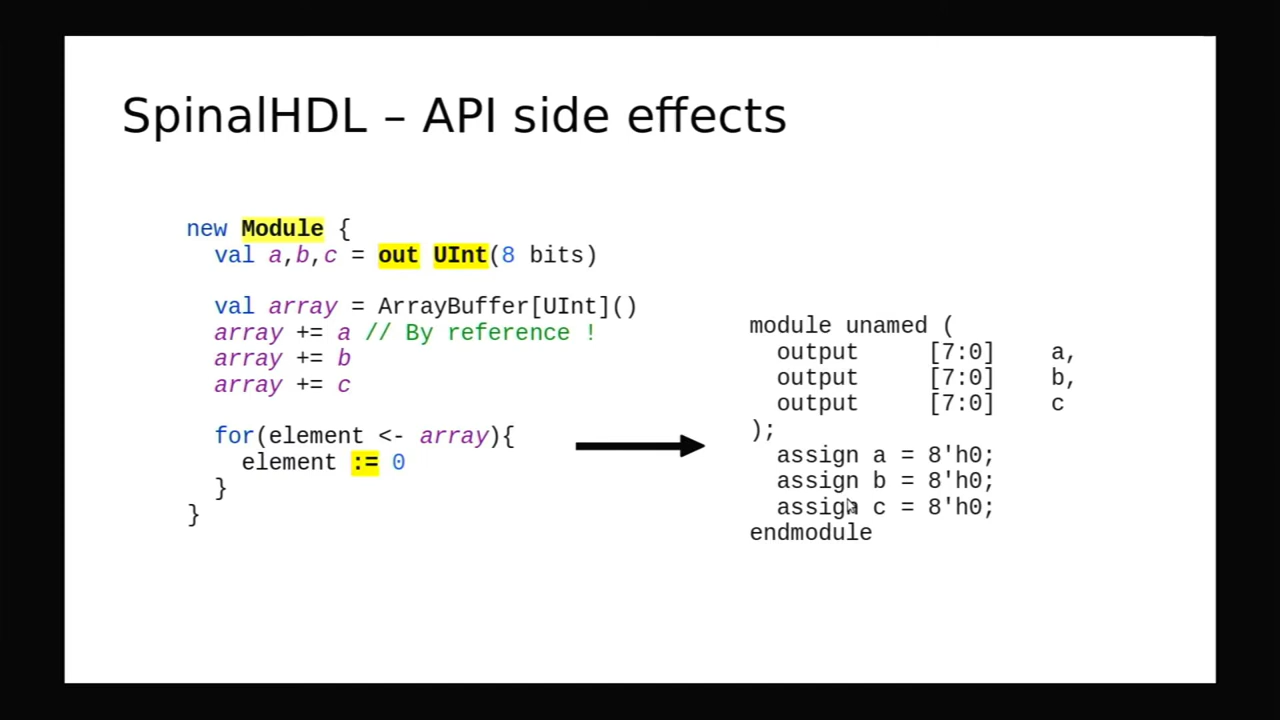 SpinalHDL – API side effects
new Module {
val a,b,c = out UInt(8 bits)
val array = ArrayBuffer[UInt]()
array += a // By reference !
array += b
array += c
for(element <- array){
element := 0
}
}
module unamed (
output [7:0] a,
output [7:0] b,
output [7:0] c
);
assign a = 8'h0;
assign b = 8'h0;
assign c = 8'h0;
endmodule